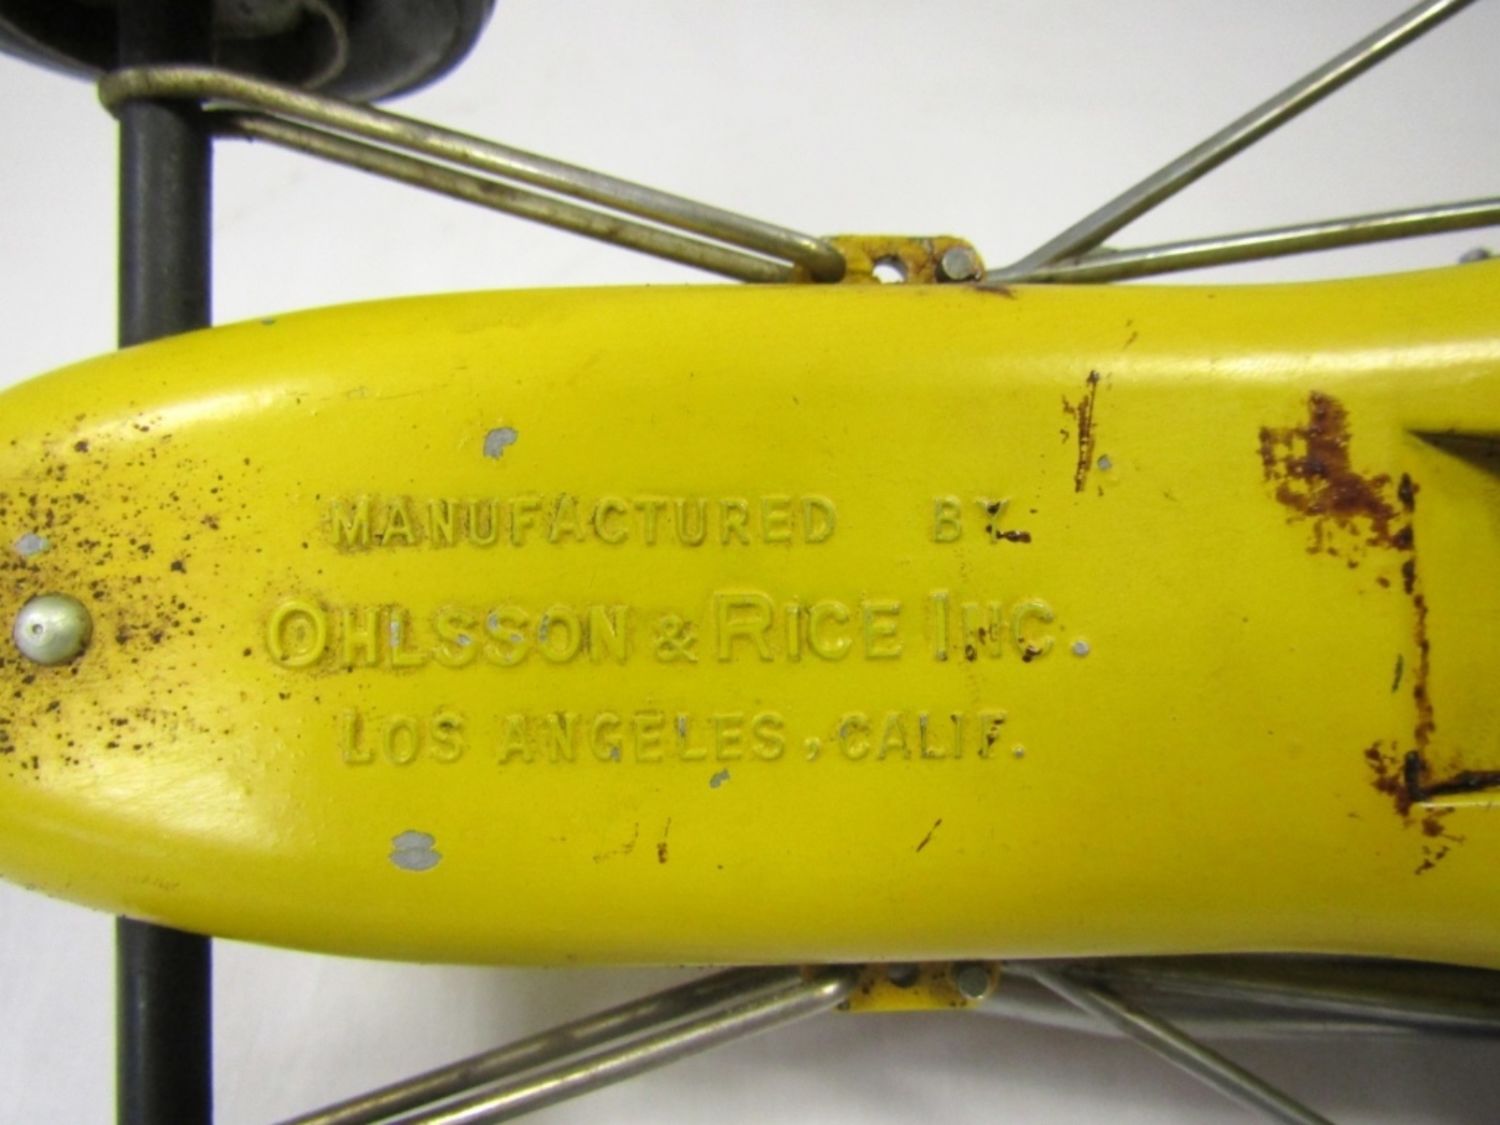 MANUFACTURED BY
OHLSSON & RICE INC.
LOS ANGELES, CALIF.